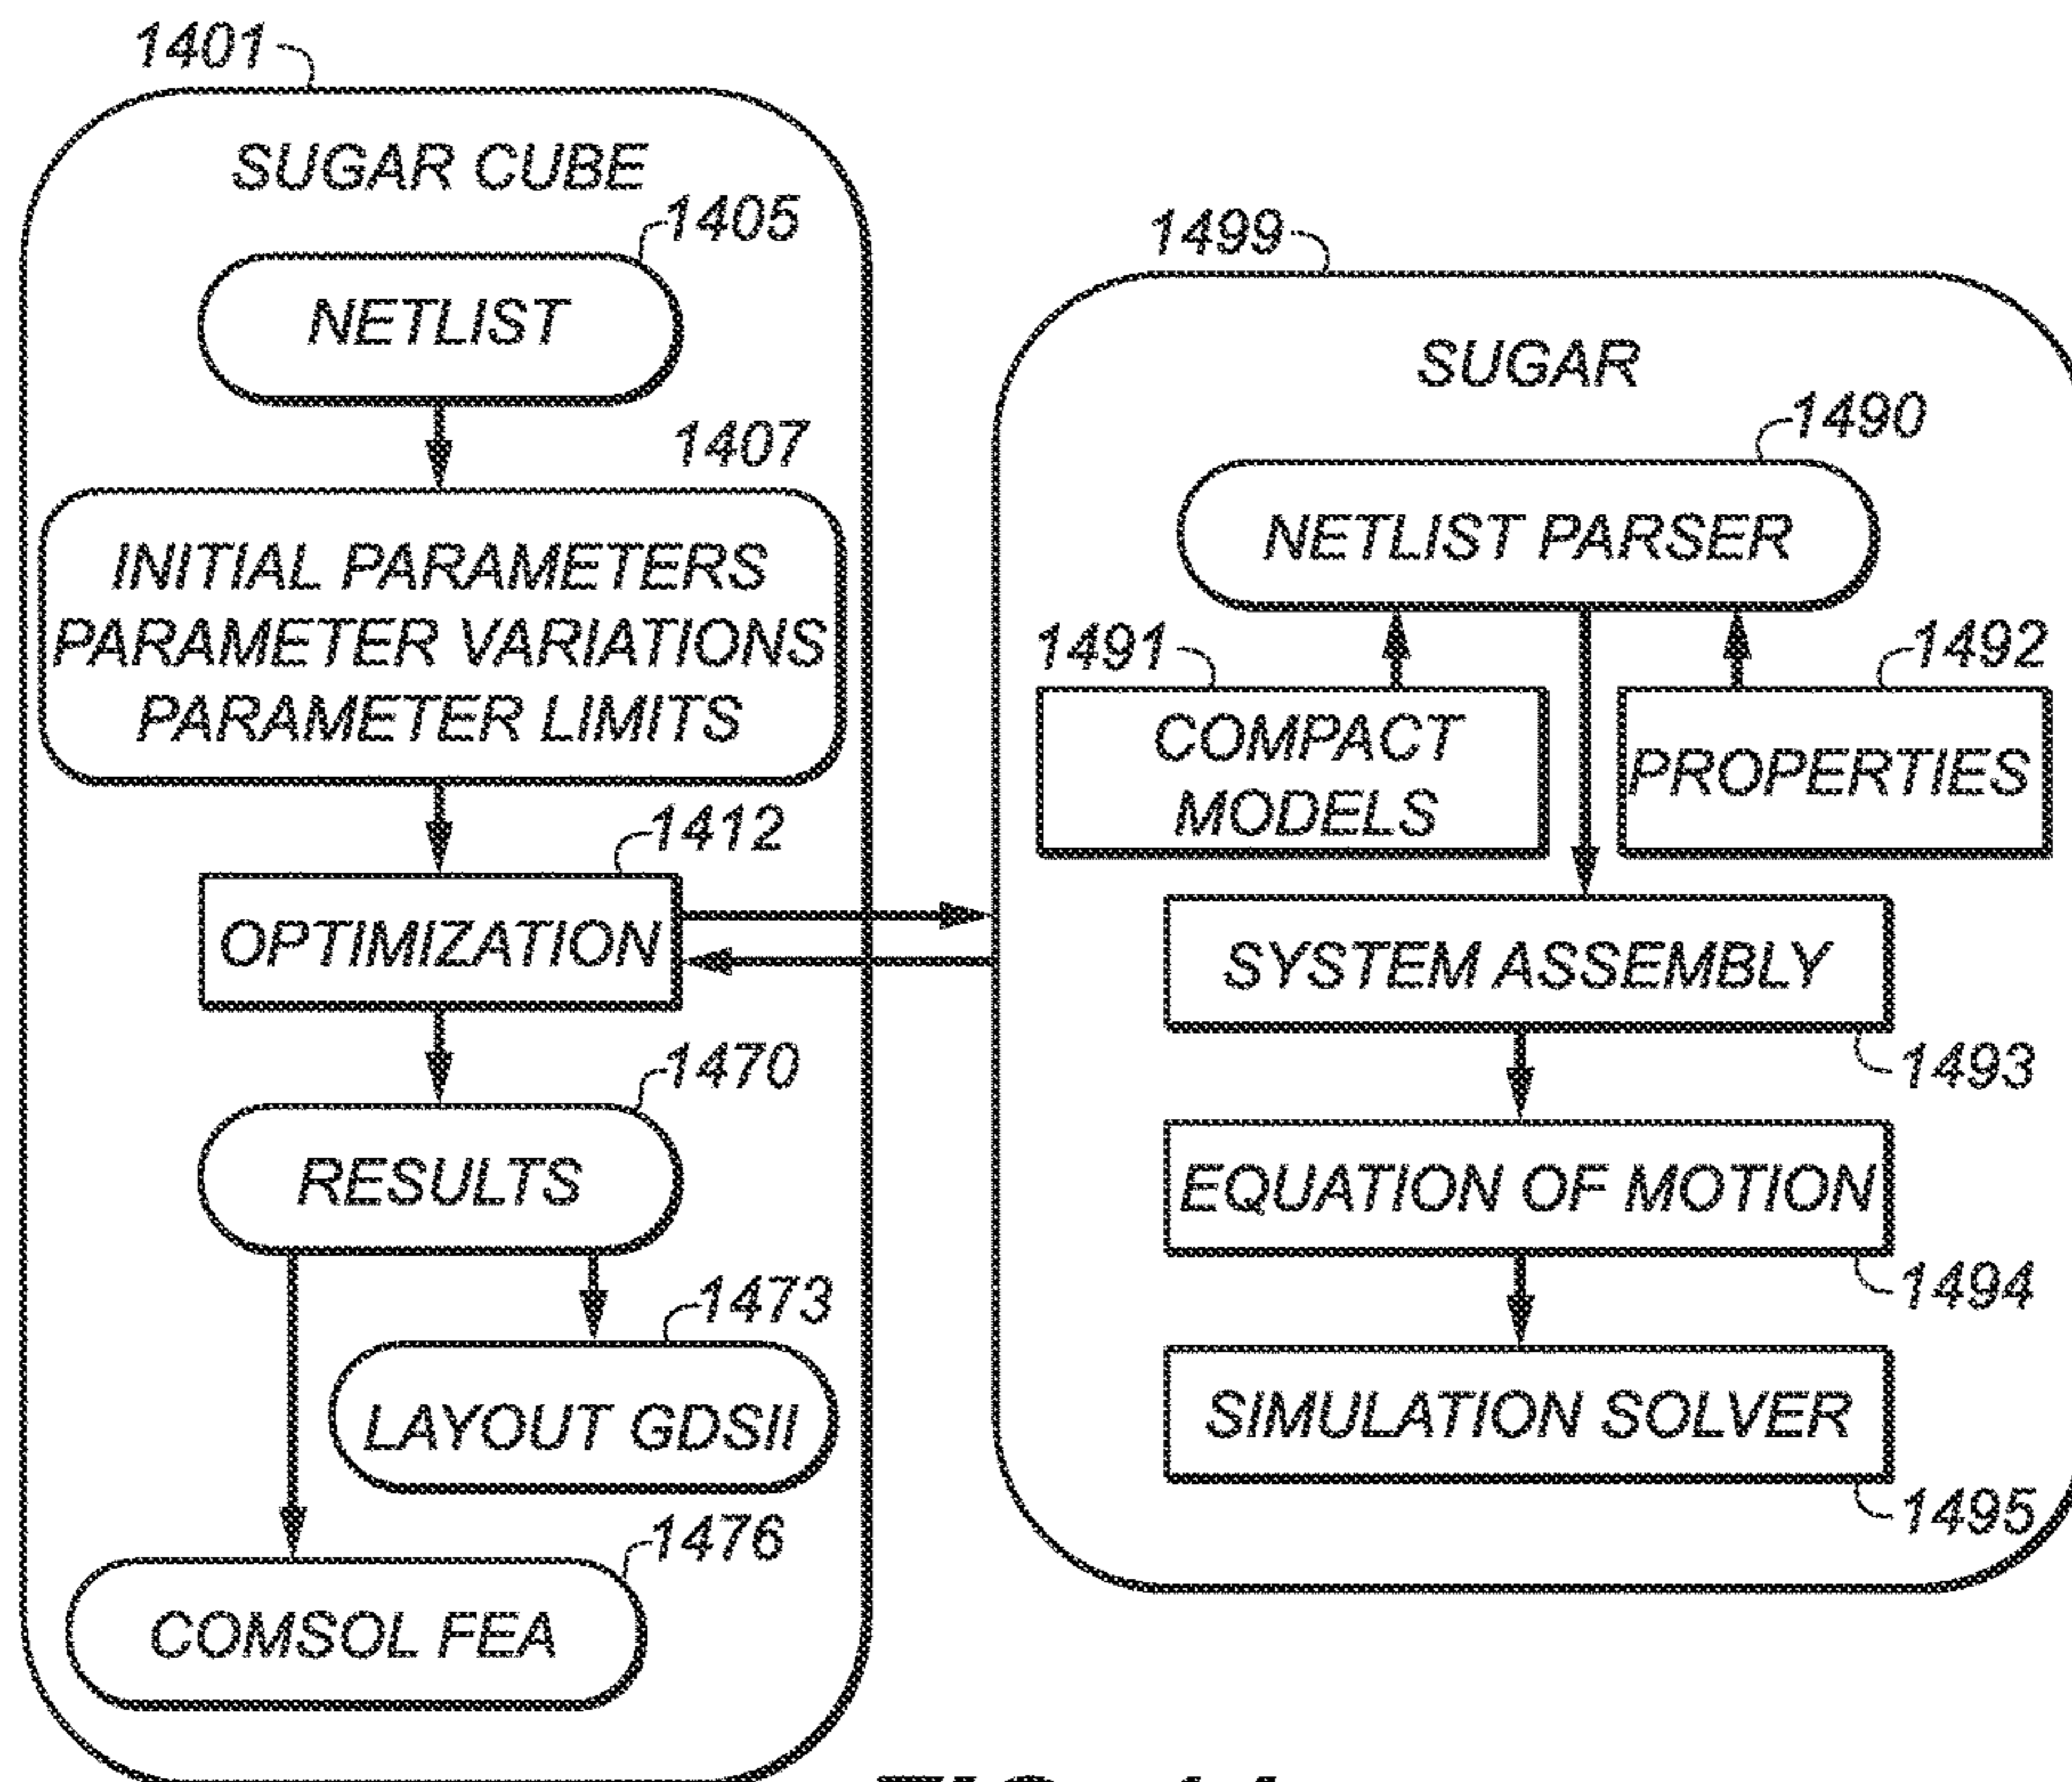 1401
SUGAR CUBE
1405
NETLIST
1407
INITIAL PARAMETERS
PARAMETER VARIATIONS
PARAMETER LIMITS
1412
OPTIMIZATION
1470
RESULTS
1473
LAYOUT GDSII
1476
COMSOL FEA
1499
SUGAR
1490
NETLIST PARSER
1491
COMPACT
MODELS
1492
PROPERTIES
SYSTEM ASSEMBLY
1493
EQUATION OF MOTION
1494
SIMULATION SOLVER
1495